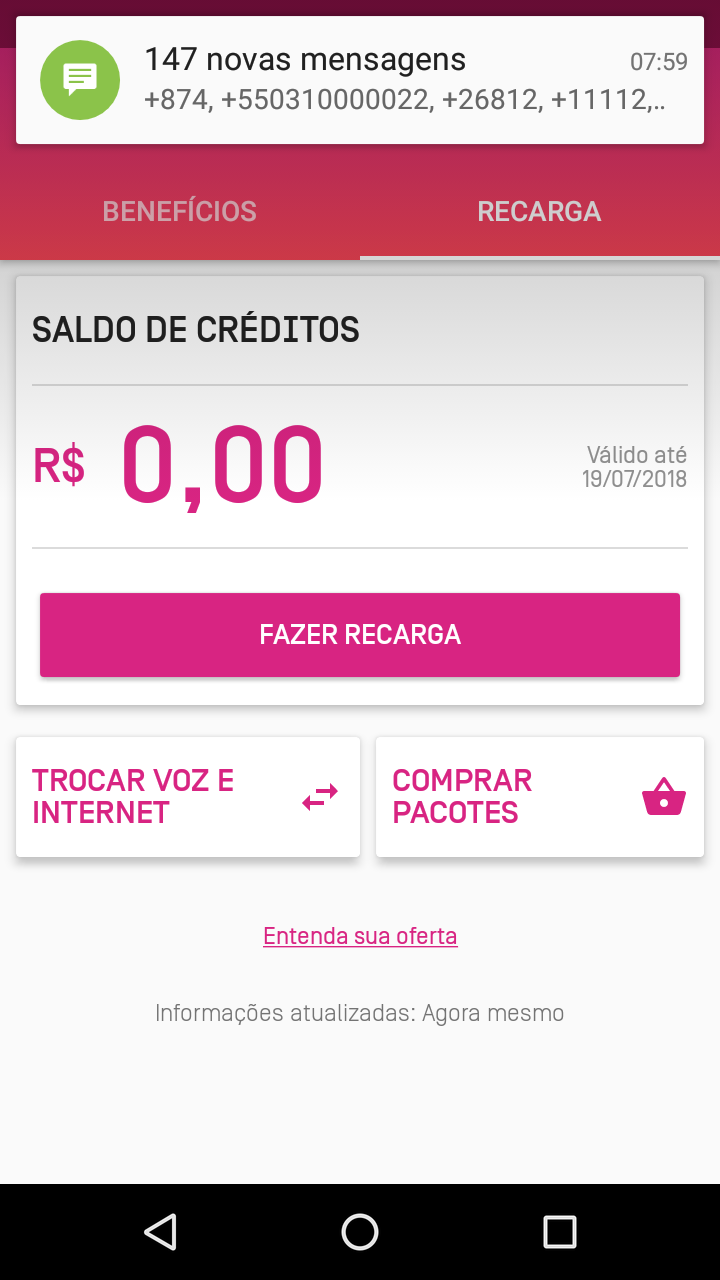 147 novas mensagens
07:59
+874, +550310000022, +26812, +11112,..
BENEFÍCIOS
RECARGA
SALDO DE CRÉDITOS
R$ 0,00
Válido até
19/07/2018
FAZER RECARGA
TROCAR VOZ E
INTERNET
COMPRAR
PACOTES
Entenda sua oferta
Informações atualizadas: Agora mesmo